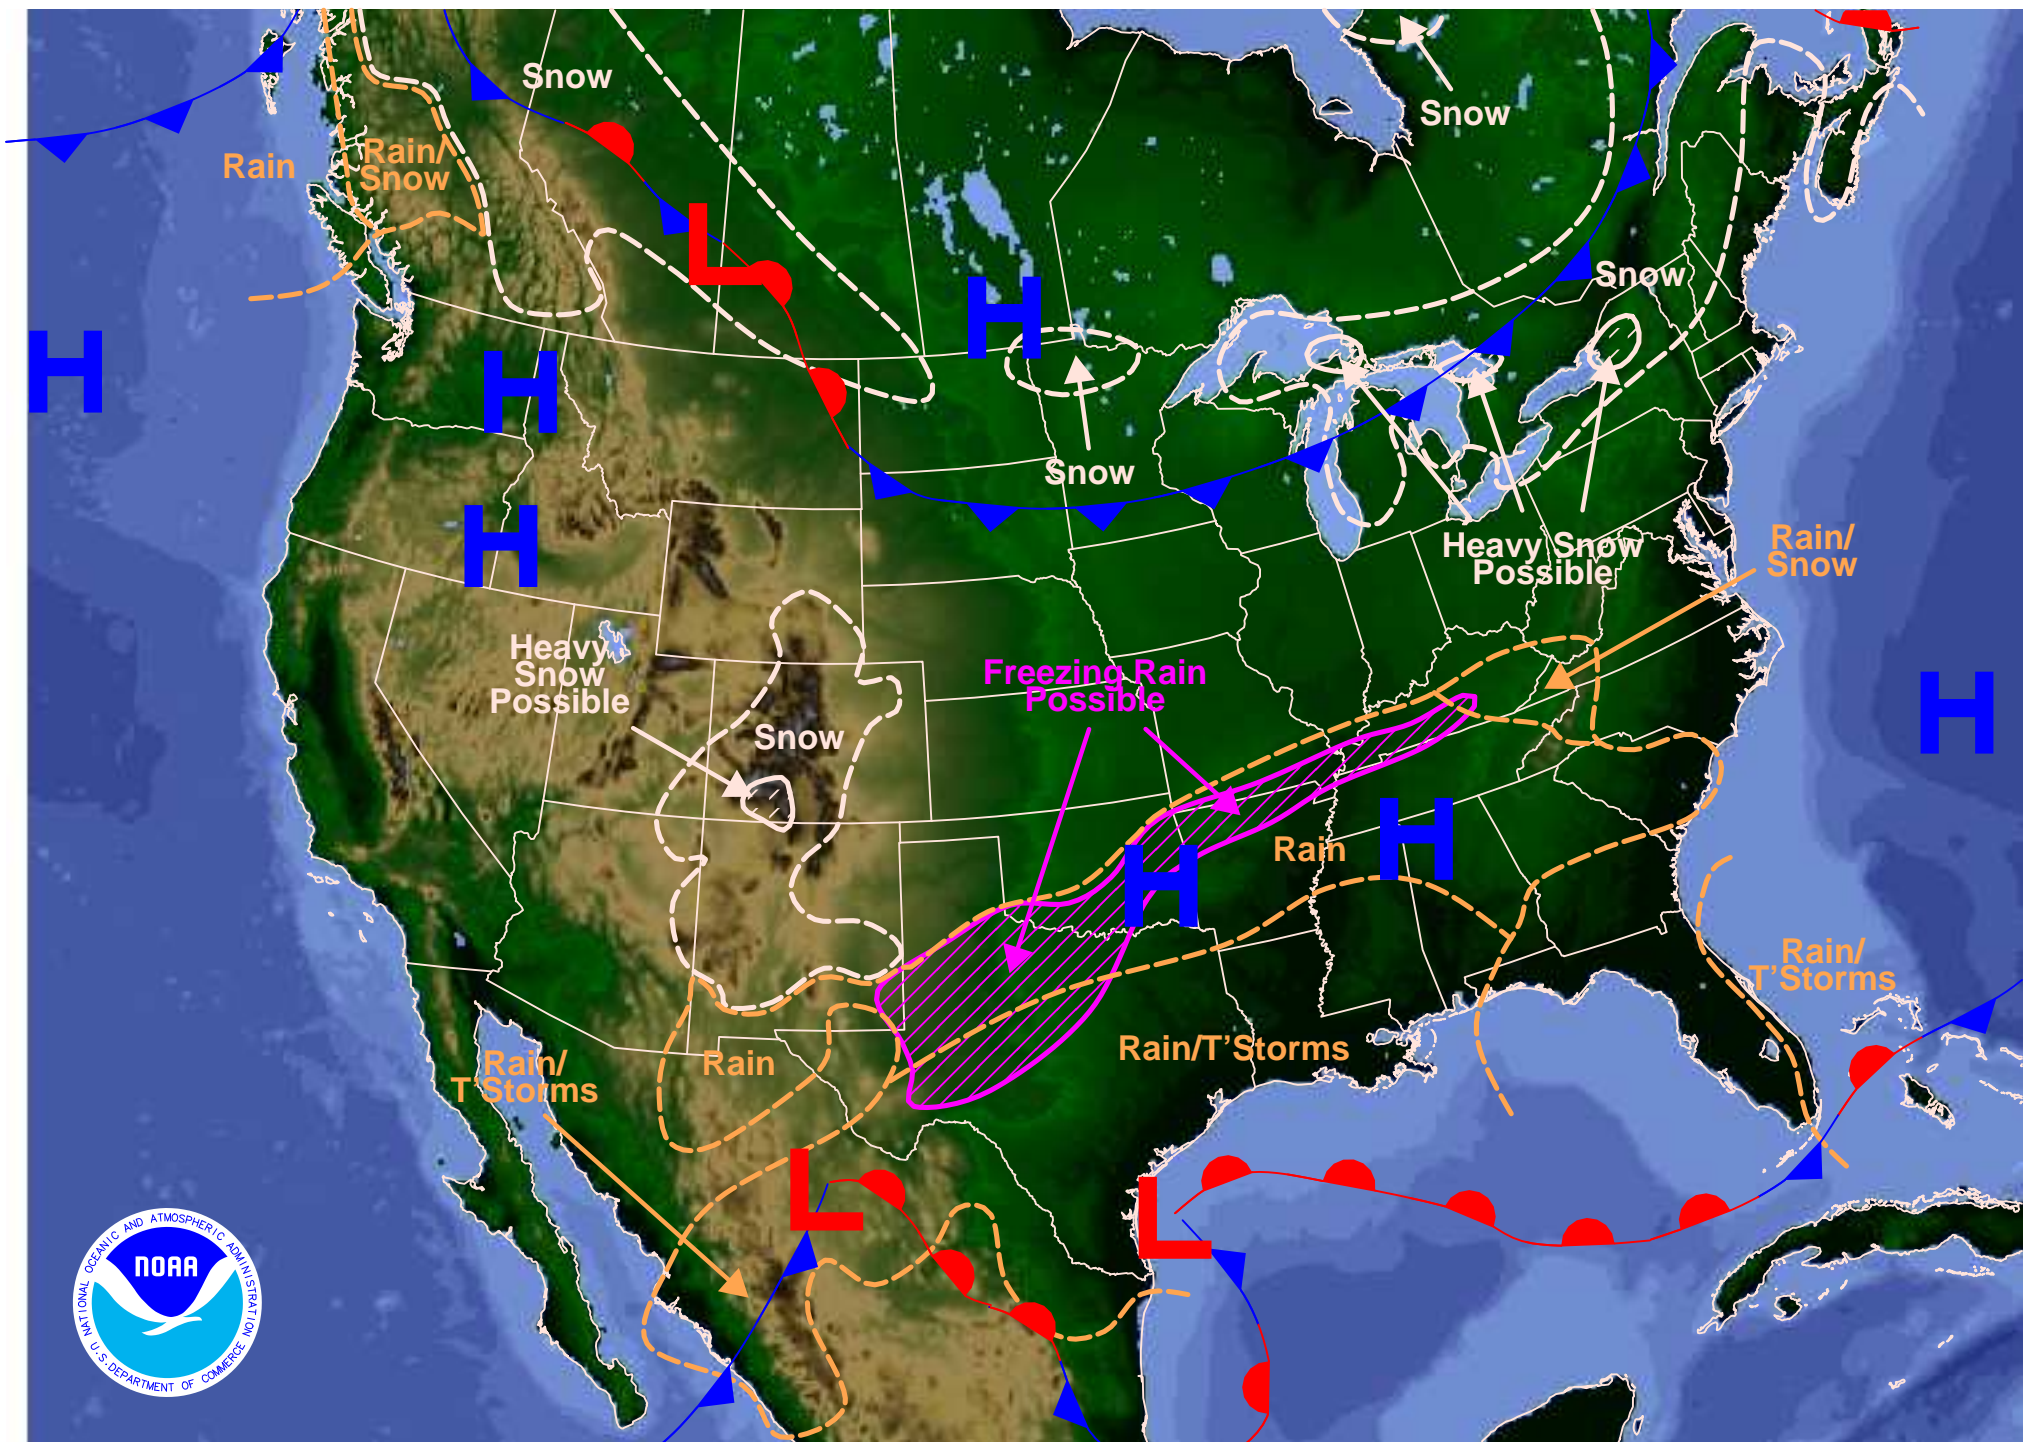 Snow
Snow
Rain
Rain/
Snow
L
Snow
H
H
H
Snow
H
Heavy Snow
Possible
Rain/
Snow
Heavy
Snow
Possible
Freezing Rain
Possible
H
Snow
H
Rain
H
Rain/
T'Storms
Rain/T'Storms
Rain/
T'Storms
Rain
L
L
NATIONAL OCEANIC AND ATMOSPHERIC ADMINISTRATION
NOAA
U.S. DEPARTMENT OF COMMERCE